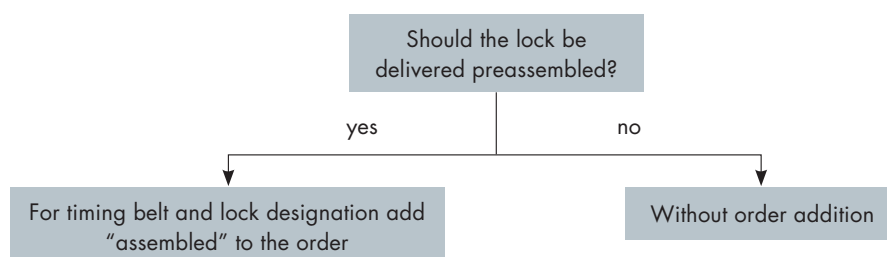 Should the lock be
delivered preassembled?
yes
no
For timing belt and lock designation add
“assembled” to the order
Without order addition